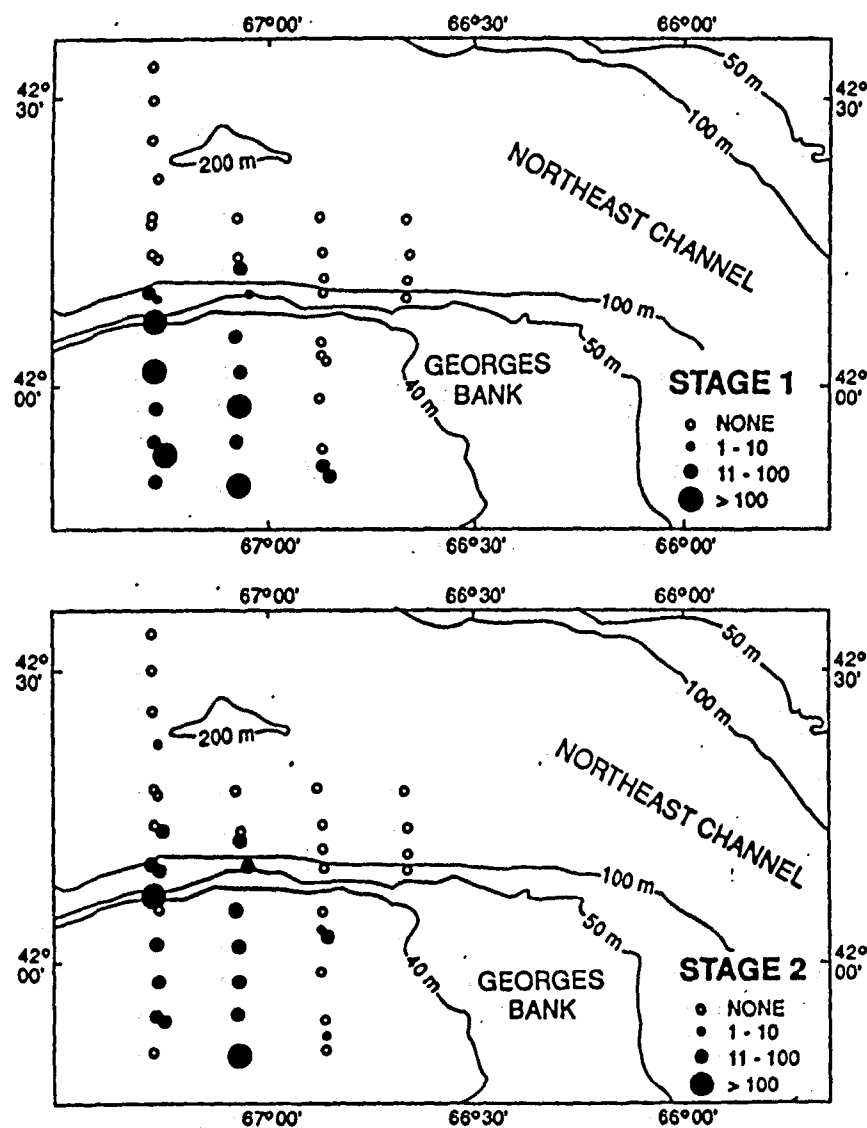 67°00' 66°30' 66°00'
50 m
42°
30'
42°
30'
100 m
200 m
NORTHEAST CHANNEL
100 m
50 m
GEORGES
BANK
40 m
42°
00'
42°
00'
STAGE 1
NONE
1 - 10
11 - 100
> 100
67°00' 66°30' 66°00'
67°00' 66°30' 66°00'
50 m
42°
30'
42°
30'
100 m
200 m
NORTHEAST CHANNEL
100 m
50 m
42°
00'
42°
00'
40 m
GEORGES
BANK
STAGE 2
NONE
1 - 10
11 - 100
> 100
67°00' 66°30' 66°00'